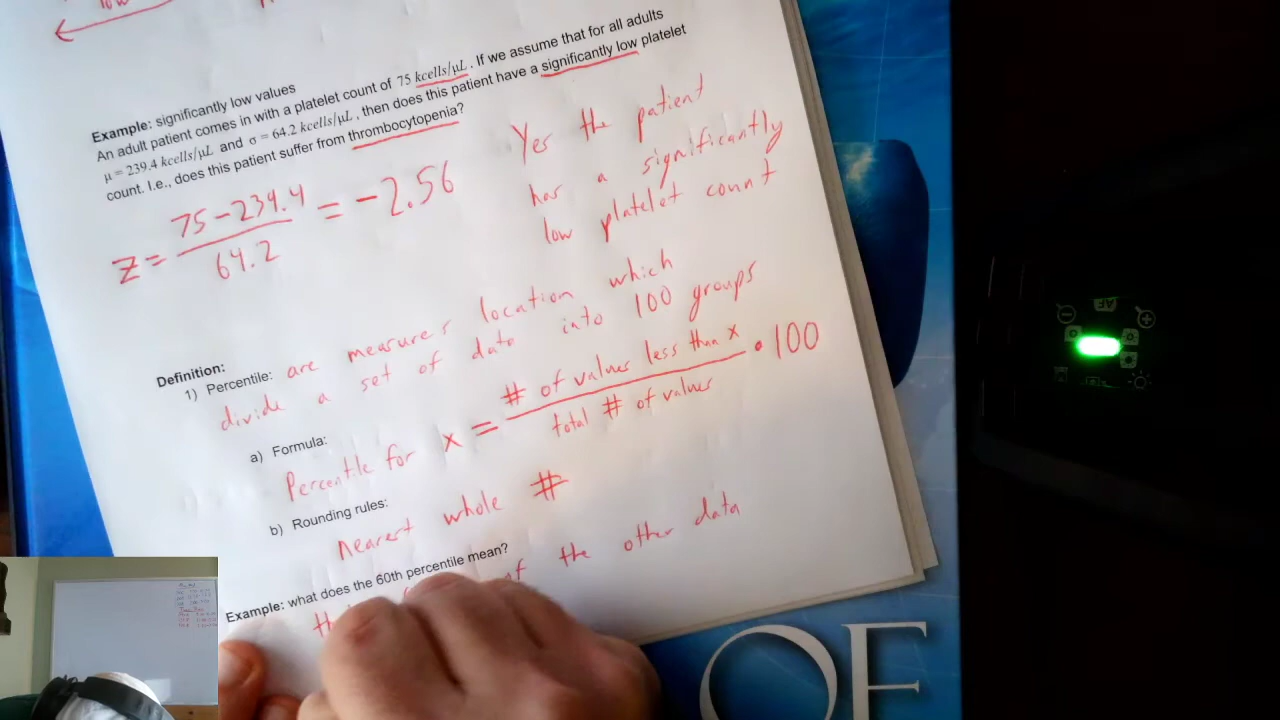 low
Example: significantly low values
An adult patient comes in with a platelet count of 75 kcells/μL . If we assume that for all adults
μ = 239.4 kcells/μL and σ = 64.2 kcells/μL , then does this patient have a significantly low platelet
count. I.e., does this patient suffer from thrombocytopenia?
Z = 75-239.4 / 64.2 = -2.56
Yes the patient
has a significantly
low platelet count
Definition:
1) Percentile: are measures location which
divide a set of data into 100 groups
a) Formula:
Percentile for x = # of values less than x / total # of values • 100
b) Rounding rules:
nearest whole #
Example: what does the 60th percentile mean?
of the other data
OF